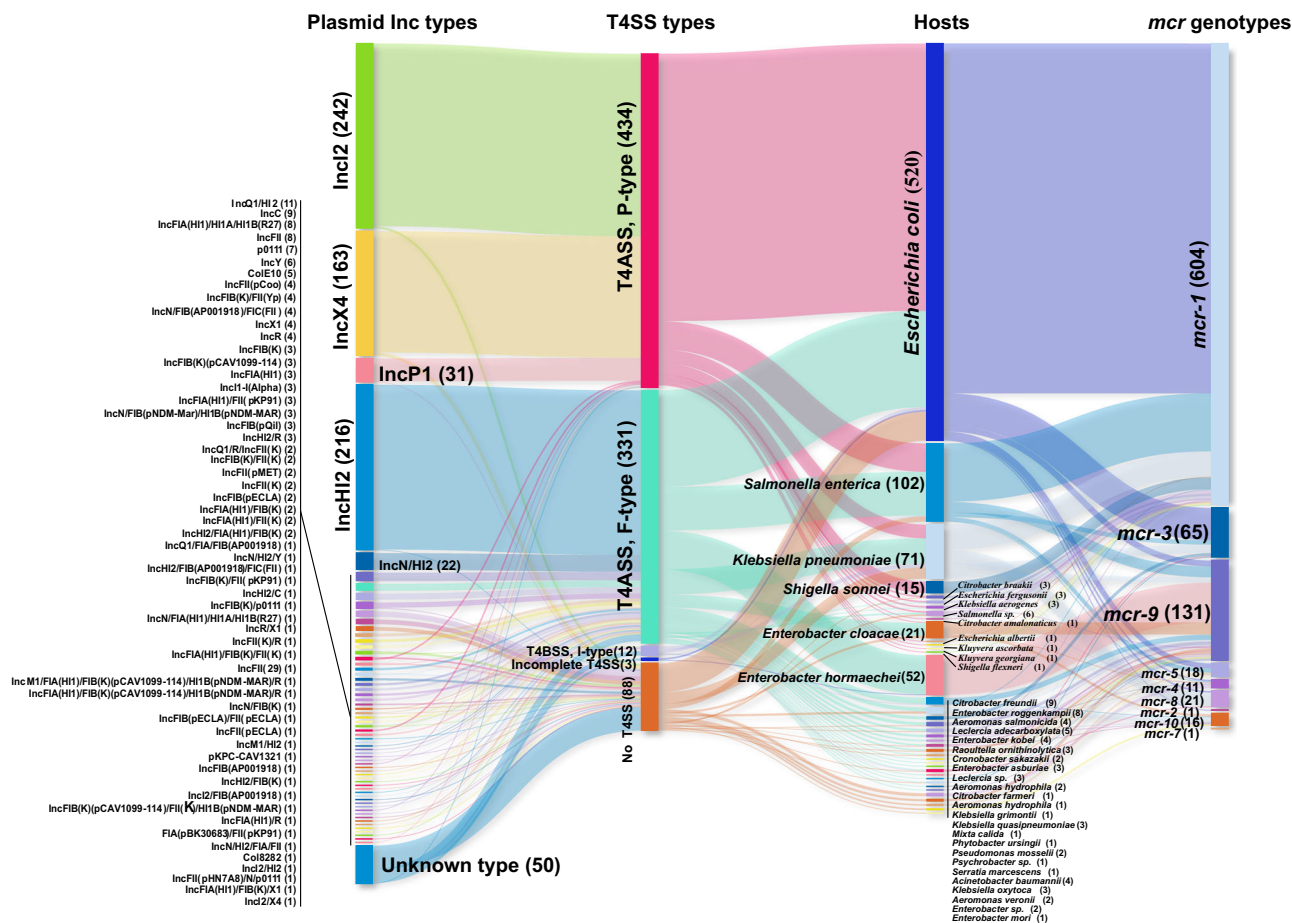 Plasmid Inc types
T4SS types
Hosts
mcr genotypes
IncI2 (242)
IncX4 (163)
IncP1 (31)
IncHI2 (216)
IncN/HI2 (22)
Unknown type (50)
IncQ1/HI2 (11)
IncC (9)
IncFIA(HI1)/HI1A/HI1B(R27) (8)
IncFII (8)
p0111 (7)
IncY (6)
ColE10 (5)
IncFII(pCoo) (4)
IncFIB(K)/FII(Yp) (4)
IncN/FIB(AP001918)/FIC(FII ) (4)
IncX1 (4)
IncR (4)
IncFIB(K) (3)
IncFIB(K)(pCAV1099-114) (3)
IncFIA(HI1) (3)
IncI1-I(Alpha) (3)
IncFIA(HI1)/FII( pKP91) (3)
IncN/FIB(pNDM-Mar)/HI1B(pNDM-MAR) (3)
IncFIB(pQil) (3)
IncHI2/R (3)
IncQ1/R/IncFII(K) (2)
IncFIB(K)/FII(K) (2)
IncFII(pMET) (2)
IncFII(K) (2)
IncFIB(pECLA) (2)
IncFIA(HI1)/FIB(K) (2)
IncFIA(HI1)/FII(K) (2)
IncHI2/FIA(HI1)/FIB(K) (2)
IncQ1/FIA/FIB(AP001918) (1)
IncN/HI2/Y (1)
IncHI2/FIB(AP001918)/FIC(FII) (1)
IncFIB(K)/FII( pKP91) (1)
IncHI2/C (1)
IncFIB(K)/p0111 (1)
IncN/FIA(HI1)/HI1A/HI1B(R27) (1)
IncR/X1 (1)
IncFII(K)/R (1)
IncFIA(HI1)/FIB(K)/FII(K ) (1)
IncFII( 29) (1)
IncM1/FIA(HI1)/FIB(K)(pCAV1099-114)/HI1B(pNDM-MAR)/R (1)
IncFIA(HI1)/FIB(K)(pCAV1099-114)/HI1B(pNDM-MAR)/R (1)
IncN/FIB(K) (1)
IncFIB(pECLA)/FII( pECLA) (1)
IncFII(pECLA) (1)
IncM1/HI2 (1)
pKPC-CAV1321 (1)
IncFIB(AP001918) (1)
IncHI2/FIB(K) (1)
IncI2/FIB(AP001918) (1)
IncFIB(K)(pCAV1099-114)/FII(K)/HI1B(pNDM-MAR) (1)
IncFIA(HI1)/R (1)
FIA(pBK30683)/FII(pKP91) (1)
IncN/HI2/FIA/FII (1)
Col8282 (1)
IncI2/HI2 (1)
IncFII(pHN7A8)/N/p0111 (1)
IncFIA(HI1)/FIB(K)/X1 (1)
IncI2/X4 (1)
T4ASS, P-type (434)
T4ASS, F-type (331)
T4BSS, I-type(12)
Incomplete T4SS(3)
No T4SS (88)
Escherichia coli (520)
Salmonella enterica (102)
Klebsiella pneumoniae (71)
Shigella sonnei (15)
Citrobacter braakii (3)
Escherichia fergusonii (3)
Klebsiella aerogenes (3)
Salmonella sp. (6)
Citrobacter amalonaticus (1)
Enterobacter cloacae (21)
Escherichia albertii (1)
Kluyvera ascorbata (1)
Kluyvera georgiana (1)
Shigella flexneri (1)
Enterobacter hormaechei (52)
Citrobacter freundii (9)
Enterobacter roggenkampii (8)
Aeromonas salmonicida (4)
Leclercia adecarboxylata (5)
Enterobacter kobei (4)
Raoultella ornithinolytica (3)
Cronobacter sakazakii (2)
Enterobacter asburiae (3)
Leclercia sp. (3)
Aeromonas hydrophila (2)
Citrobacter farmeri (1)
Aeromonas hydrophila (1)
Klebsiella grimontii (1)
Klebsiella quasipneumoniae (3)
Mixta calida (1)
Phytobacter ursingii (1)
Pseudomonas mosselii (2)
Psychrobacter sp. (1)
Serratia marcescens (1)
Acinetobacter baumannii (4)
Klebsiella oxytoca (3)
Aeromonas veronii (2)
Enterobacter sp. (2)
Enterobacter mori (1)
mcr-1 (604)
mcr-3 (65)
mcr-9 (131)
mcr-5 (18)
mcr-4 (11)
mcr-8 (21)
mcr-2 (1)
mcr-10 (16)
mcr-7 (1)